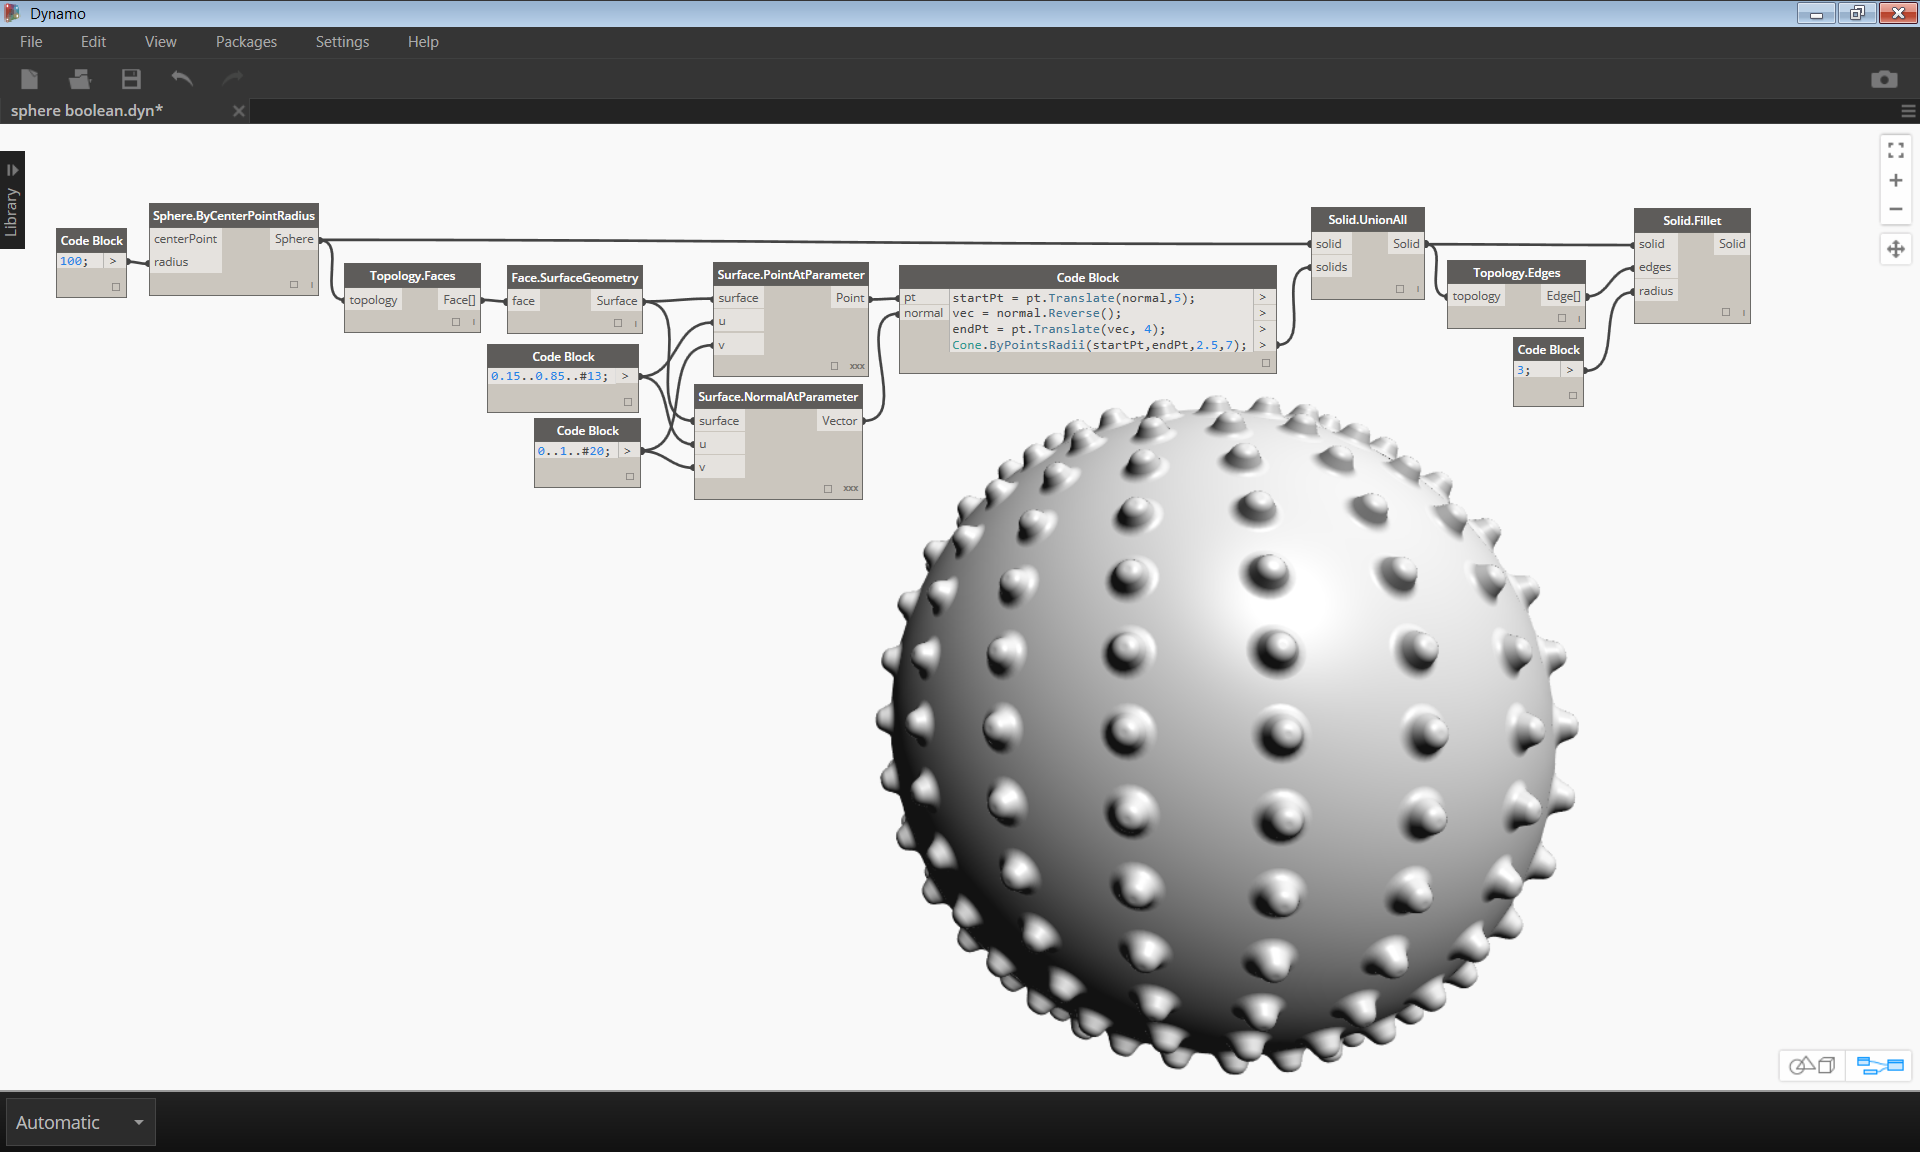 Dynamo
File Edit View Packages Settings Help
sphere boolean.dyn*
Library
Code Block
100; >
Sphere.ByCenterPointRadius
centerPoint Sphere
radius
Topology.Faces
topology Face[]
Face.SurfaceGeometry
face Surface
Code Block
0.15..0.85..#13; >
Code Block
0..1..#20; >
Surface.PointAtParameter
surface Point
u
v
xxx
Surface.NormalAtParameter
surface Vector
u
v
xxx
Code Block
pt startPt = pt.Translate(normal,5); >
normal vec = normal.Reverse(); >
endPt = pt.Translate(vec, 4); >
Cone.ByPointsRadii(startPt,endPt,2.5,7); >
Solid.UnionAll
solid Solid
solids
Topology.Edges
topology Edge[]
Code Block
3; >
Solid.Fillet
solid Solid
edges
radius
Automatic